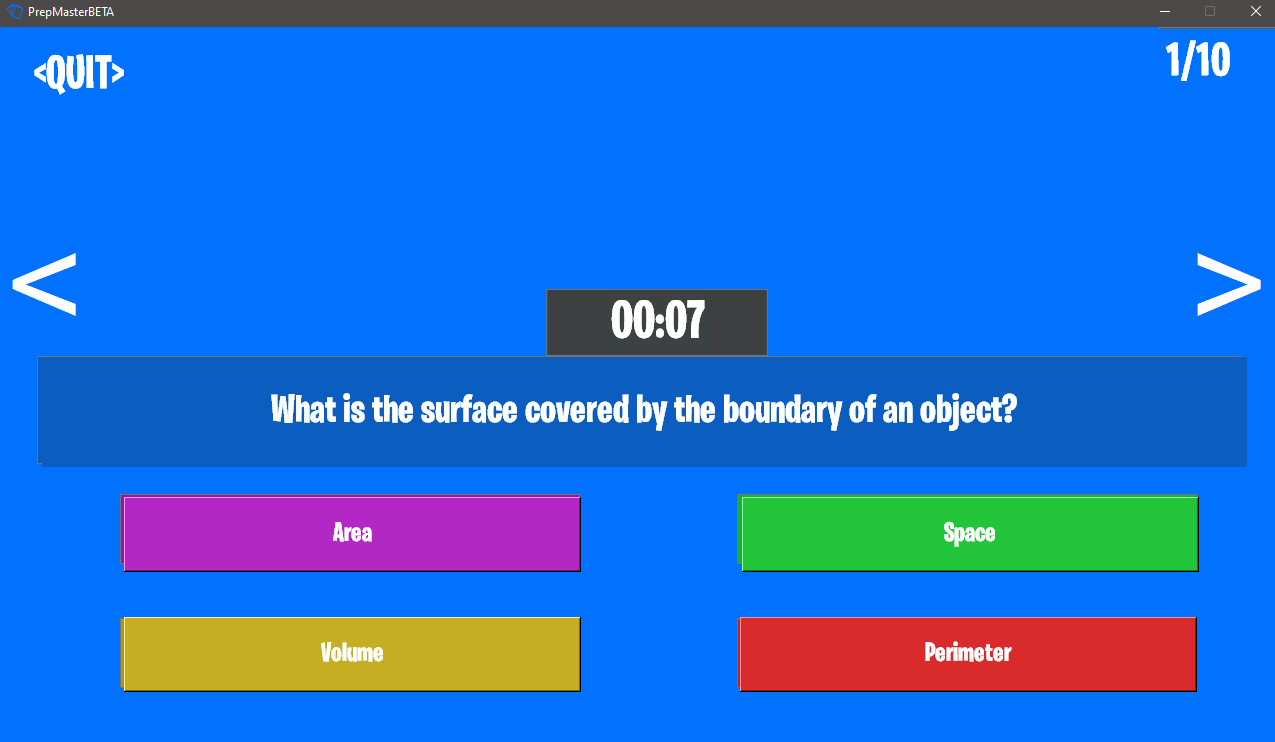 PrepMasterBETA
<QUIT>
1/10
<
>
00:07
What is the surface covered by the boundary of an object?
Area
Space
Volume
Perimeter